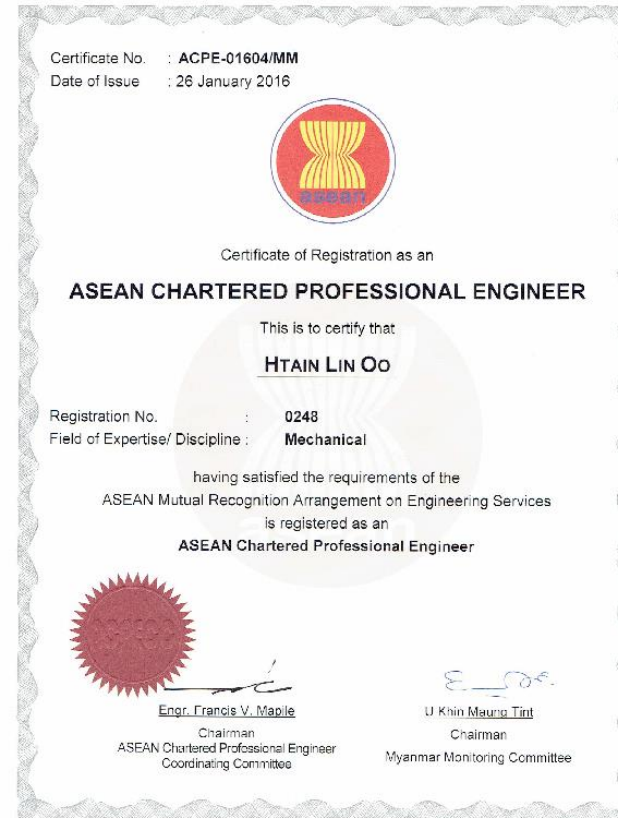 Certificate No. : ACPE-01604/MM
Date of Issue : 26 January 2016
asean
Certificate of Registration as an
ASEAN CHARTERED PROFESSIONAL ENGINEER
This is to certify that
HTAIN LIN OO
Registration No. : 0248
Field of Expertise/ Discipline : Mechanical
having satisfied the requirements of the
ASEAN Mutual Recognition Arrangement on Engineering Services
is registered as an
ASEAN Chartered Professional Engineer
Engr. Francis V. Mapile
Chairman
ASEAN Chartered Professional Engineer
Coordinating Committee
U Khin Maung Tint
Chairman
Myanmar Monitoring Committee